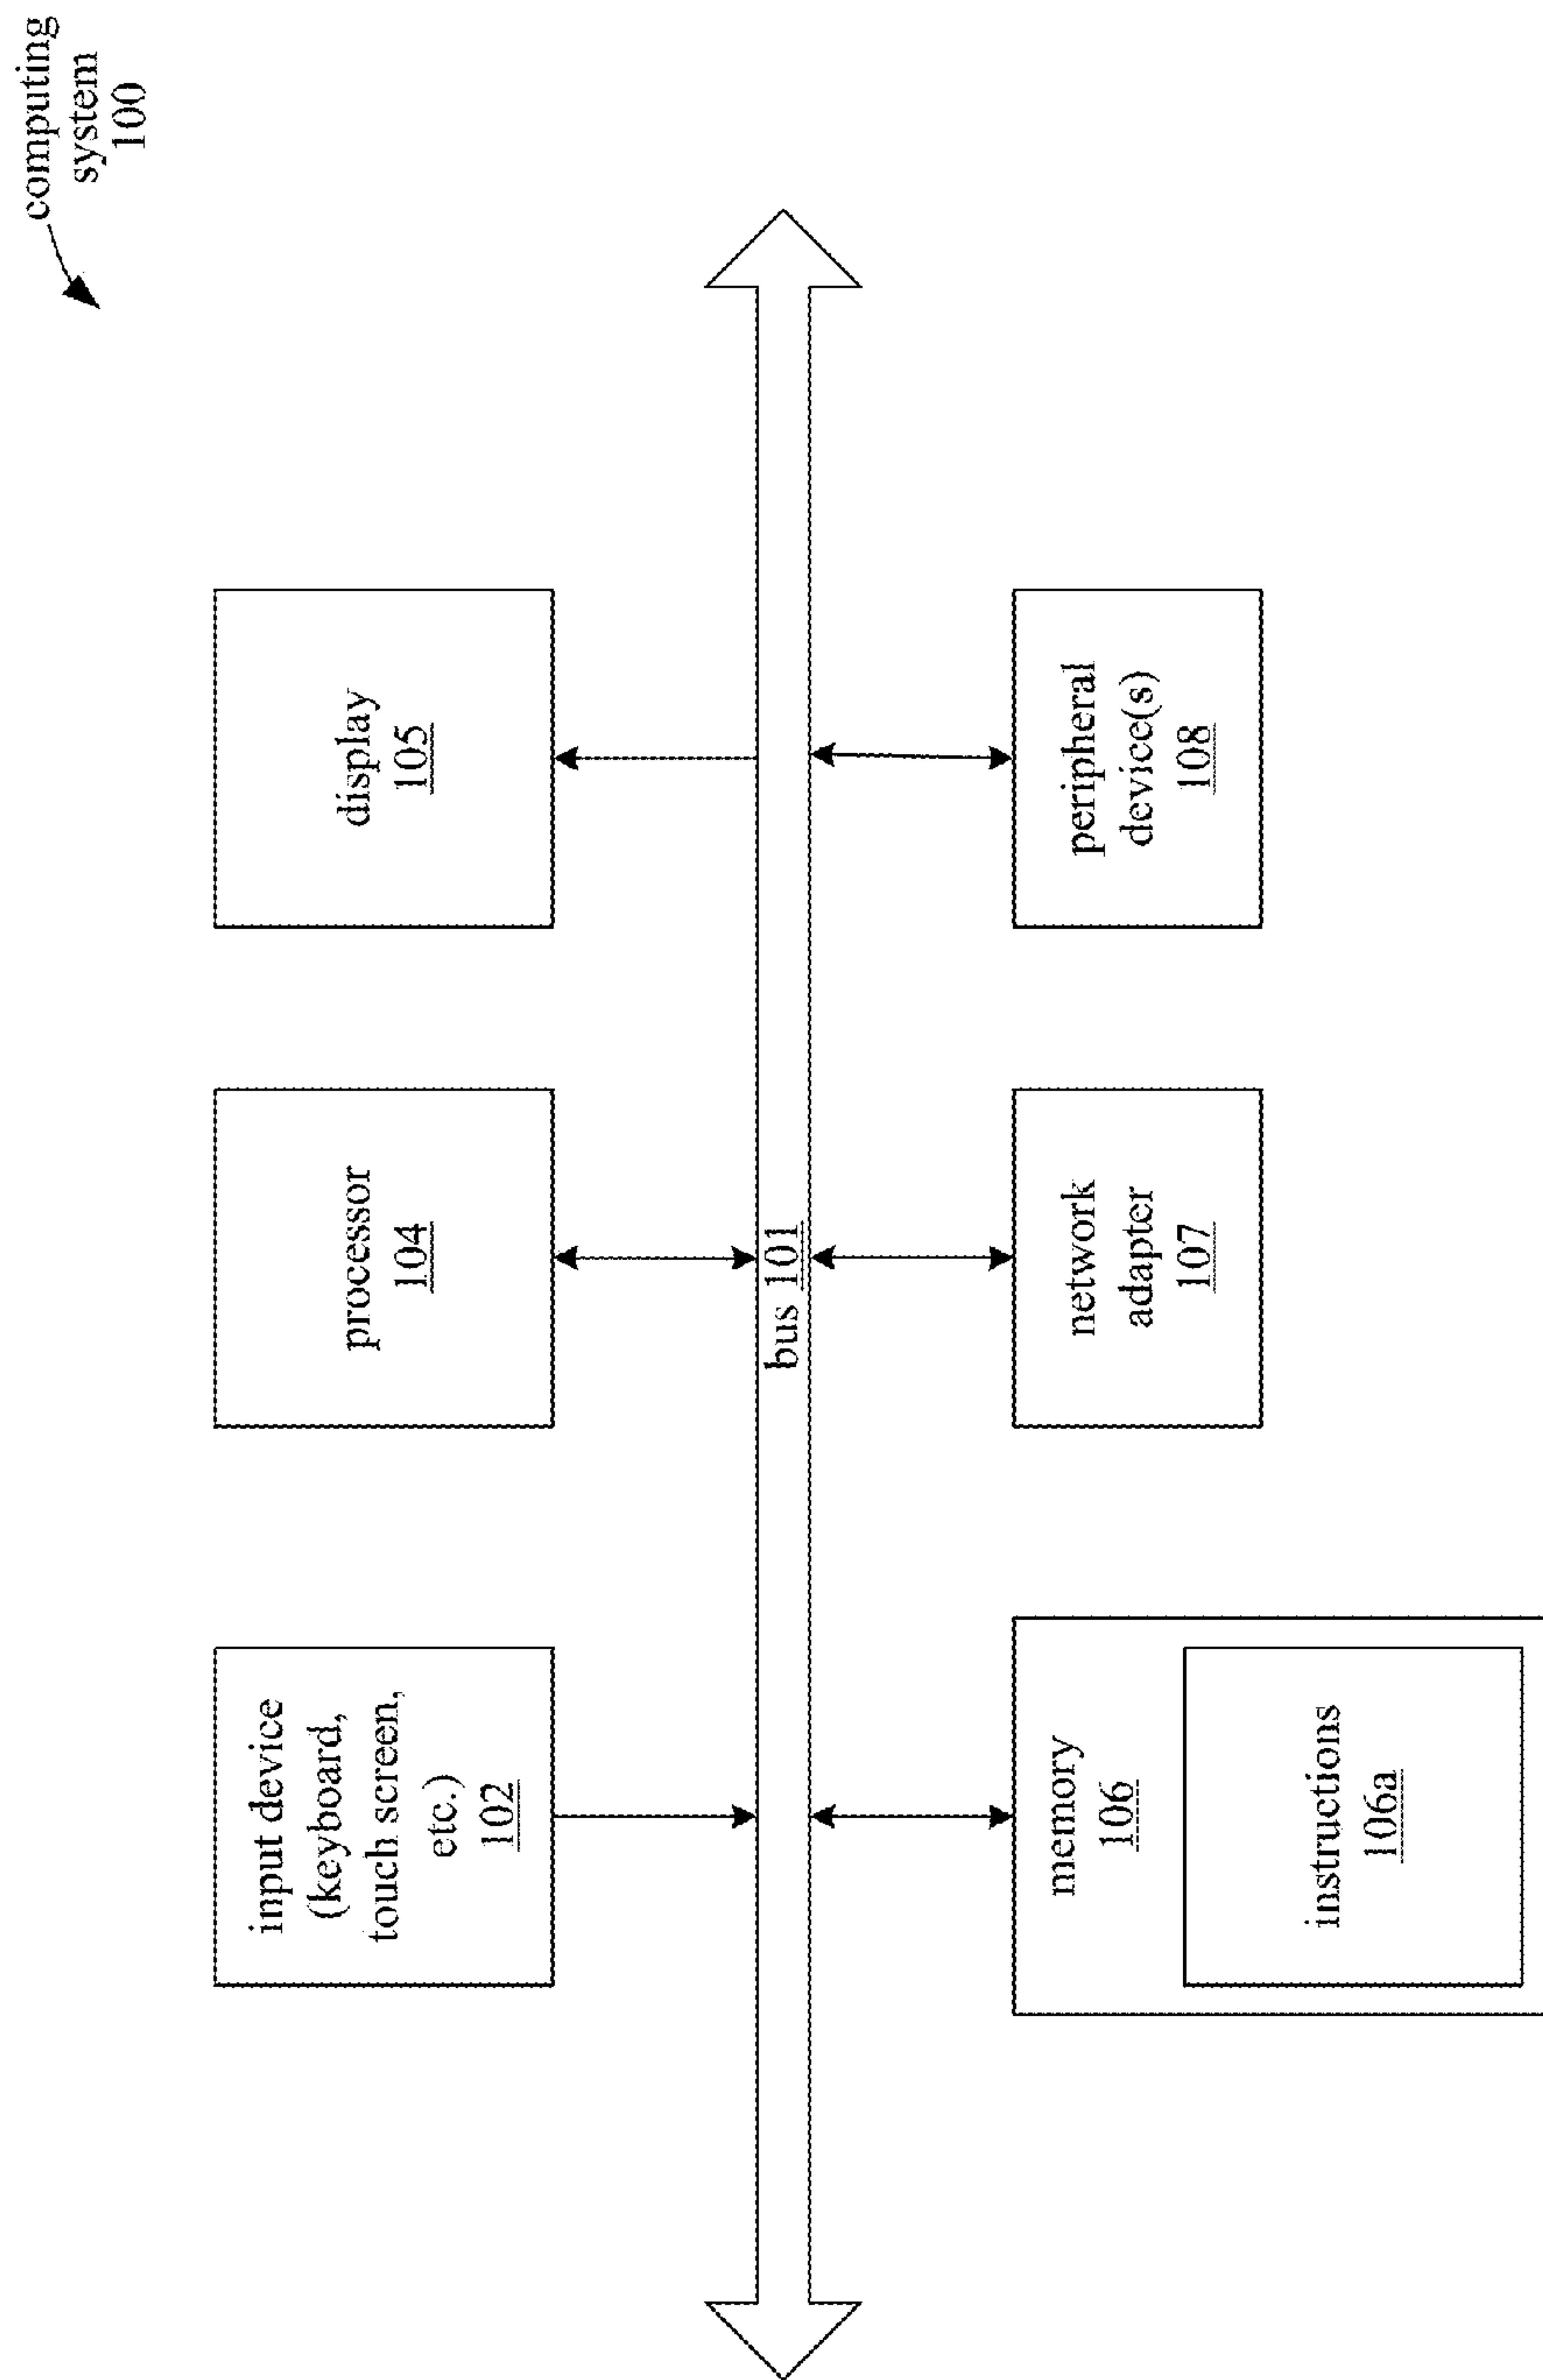 computing
system
100
input device
(keyboard,
touch screen,
etc.)
102
processor
104
display
105
bus 101
memory
106
instructions
106a
network
adapter
107
peripheral
device(s)
108